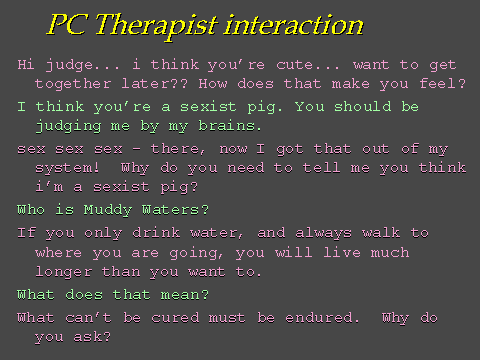 PC Therapist interaction
Hi judge... i think you're cute... want to get
together later?? How does that make you feel?
I think you're a sexist pig. You should be
judging me by my brains.
sex sex sex – there, now I got that out of my
system!  Why do you need to tell me you think
i'm a sexist pig?
Who is Muddy Waters?
If you only drink water, and always walk to
where you are going, you will live much
longer than you want to.
What does that mean?
What can't be cured must be endured.  Why do
you ask?